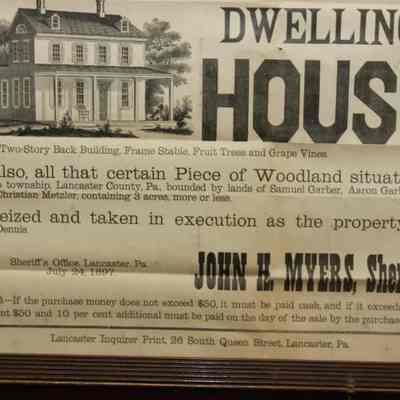 DWELLING
HOUS
Two-Story Back Building, Frame Stable, Fruit Trees and Grape Vines
lso, all that certain Piece of Woodland situat
township, Lancaster County, Pa., bounded by lands of Samuel Garber, Aaron Gar
Christian Metzler, containing 3 acres, more or less.
eized and taken in execution as the property
Dennis
Sheriff's Office, Lancaster, Pa.
July 24, 1897.
JOHN H. MYERS, Sher
—If the purchase money does not exceed $50, it must be paid cash, and if it exceeds
nt $50 and 10 per cent additional must be paid on the day of the sale by the purchase
Lancaster Inquirer Print, 26 South Queen Street, Lancaster, Pa.